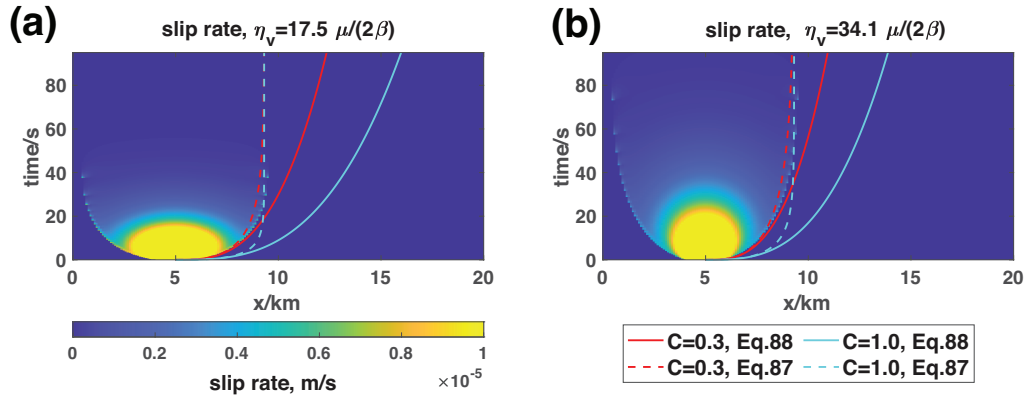 (a)
slip rate, ηv=17.5 μ/(2β)
time/s
80
60
40
20
0
0 5 10 15 20
x/km
0 0.2 0.4 0.6 0.8 1
×10-5
slip rate, m/s
(b)
slip rate, ηv=34.1 μ/(2β)
time/s
80
60
40
20
0
0 5 10 15 20
x/km
C=0.3, Eq.88 C=1.0, Eq.88
C=0.3, Eq.87 C=1.0, Eq.87